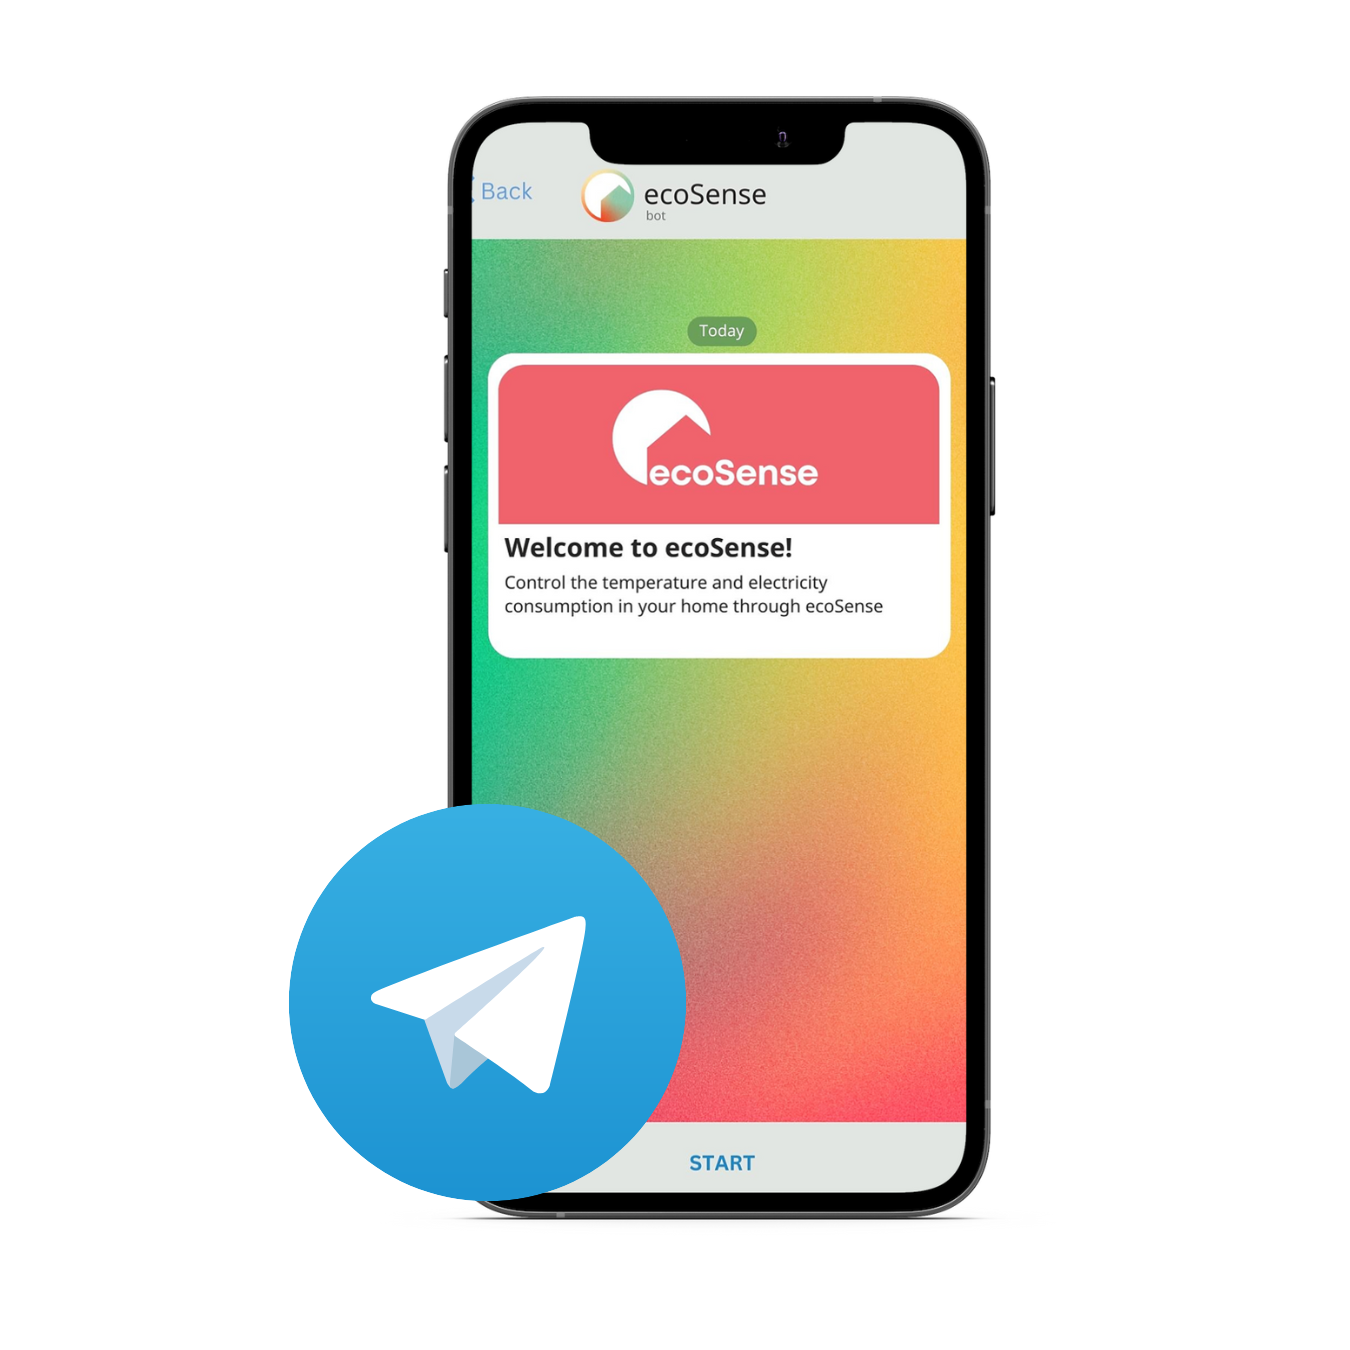 Back
ecoSense
bot
Today
ecoSense
Welcome to ecoSense!
Control the temperature and electricity
consumption in your home through ecoSense
START